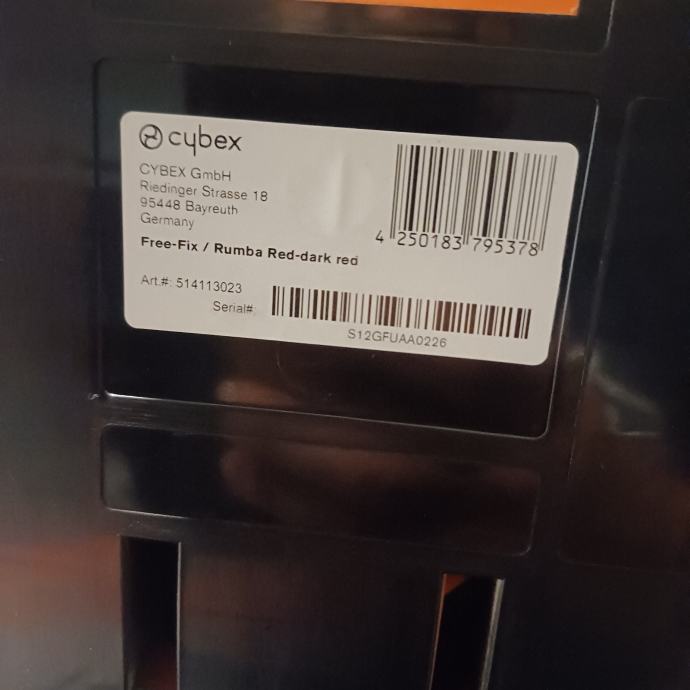 cybex
CYBEX GmbH
Riedinger Strasse 18
95448 Bayreuth
Germany
Free-Fix / Rumba Red-dark red
4 250183 795378
Art.#: 514113023
Serial#:
S12GFUAA0226